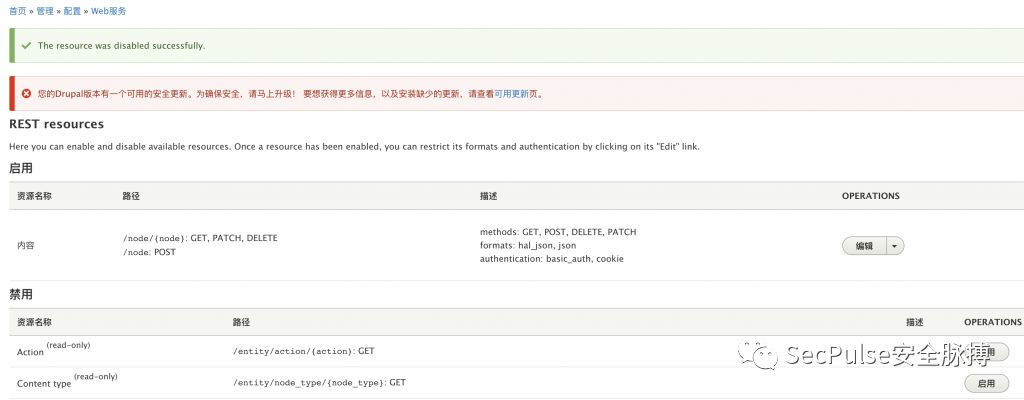 首页 » 管理 » 配置 » Web服务
The resource was disabled successfully.
您的Drupal版本有一个可用的安全更新。为确保安全，请马上升级！ 要想获得更多信息，以及安装缺少的更新，请查看可用更新页。
REST resources
Here you can enable and disable available resources. Once a resource has been enabled, you can restrict its formats and authentication by clicking on its "Edit" link.
启用
资源名称 路径 描述 OPERATIONS
methods: GET, POST, DELETE, PATCH
/node/{node}: GET, PATCH, DELETE
内容 formats: hal_json, json 编辑
/node: POST
authentication: basic_auth, cookie
禁用
资源名称 路径 描述 OPERATIONS
Action (read-only) /entity/action/{action}: GET 用
SecPulse安全脉搏
Content type (read-only) /entity/node_type/{node_type}: GET 启用